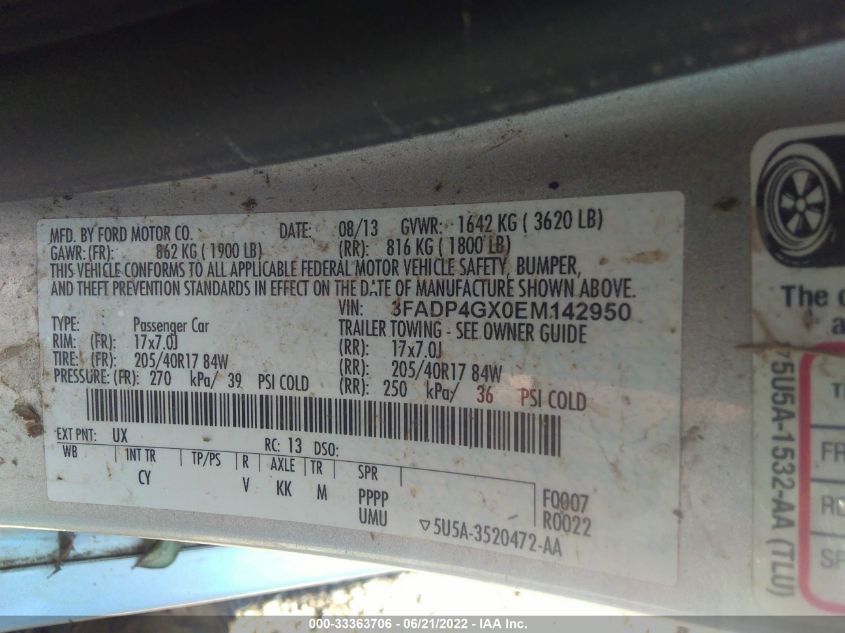 MFD. BY FORD MOTOR CO. DATE: 08/13 GVWR: 1642 KG ( 3620 LB)
GAWR:(FR): 862 KG ( 1900 LB) (RR): 816 KG ( 1800 LB)
THIS VEHICLE CONFORMS TO ALL APPLICABLE FEDERAL MOTOR VEHICLE SAFETY, BUMPER,
AND THEFT PREVENTION STANDARDS IN EFFECT ON THE DATE OF MANUFACTURE SHOWN ABOVE.
VIN: 3FADP4GX0EM142950
TYPE: Passenger Car TRAILER TOWING - SEE OWNER GUIDE
RIM: (FR): 17x7.0J (RR): 17x7.0J
TIRE: (FR): 205/40R17 84W (RR): 205/40R17 84W
PRESSURE: (FR): 270 kPa/ 39 PSI COLD (RR): 250 kPa/ 36 PSI COLD
EXT PNT: UX RC: 13 DSO:
WB INT TR TP/PS R AXLE TR SPR
CY V KK M PPPP F0007
UMU R0022
5U5A-3520472-AA
The
5U5A-1532-AA (TLU)
FR
SP
000-33363706 - 06/21/2022 - IAA Inc.